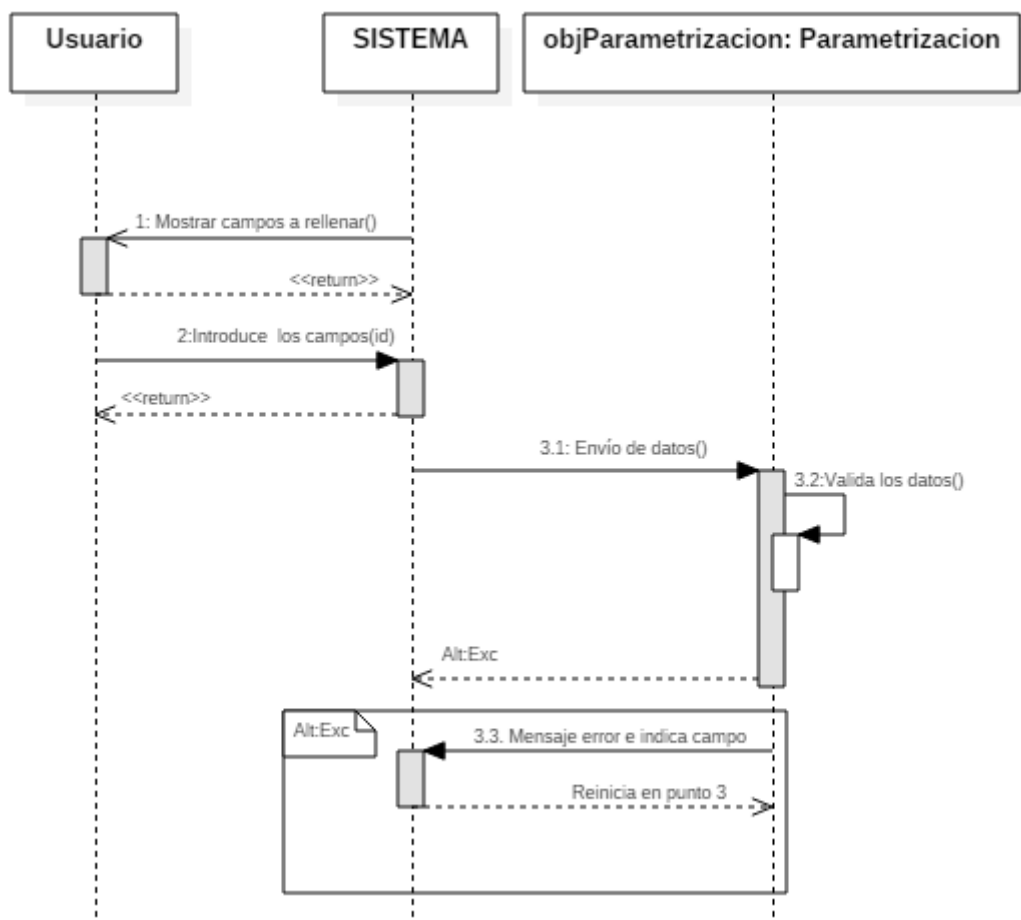 Usuario
SISTEMA
objParametrizacion: Parametrizacion
1: Mostrar campos a rellenar()
<<return>>
2:Introduce los campos(id)
<<return>>
3.1: Envío de datos()
3.2:Valida los datos()
Alt:Exc
Alt:Exc
3.3. Mensaje error e indica campo
Reinicia en punto 3